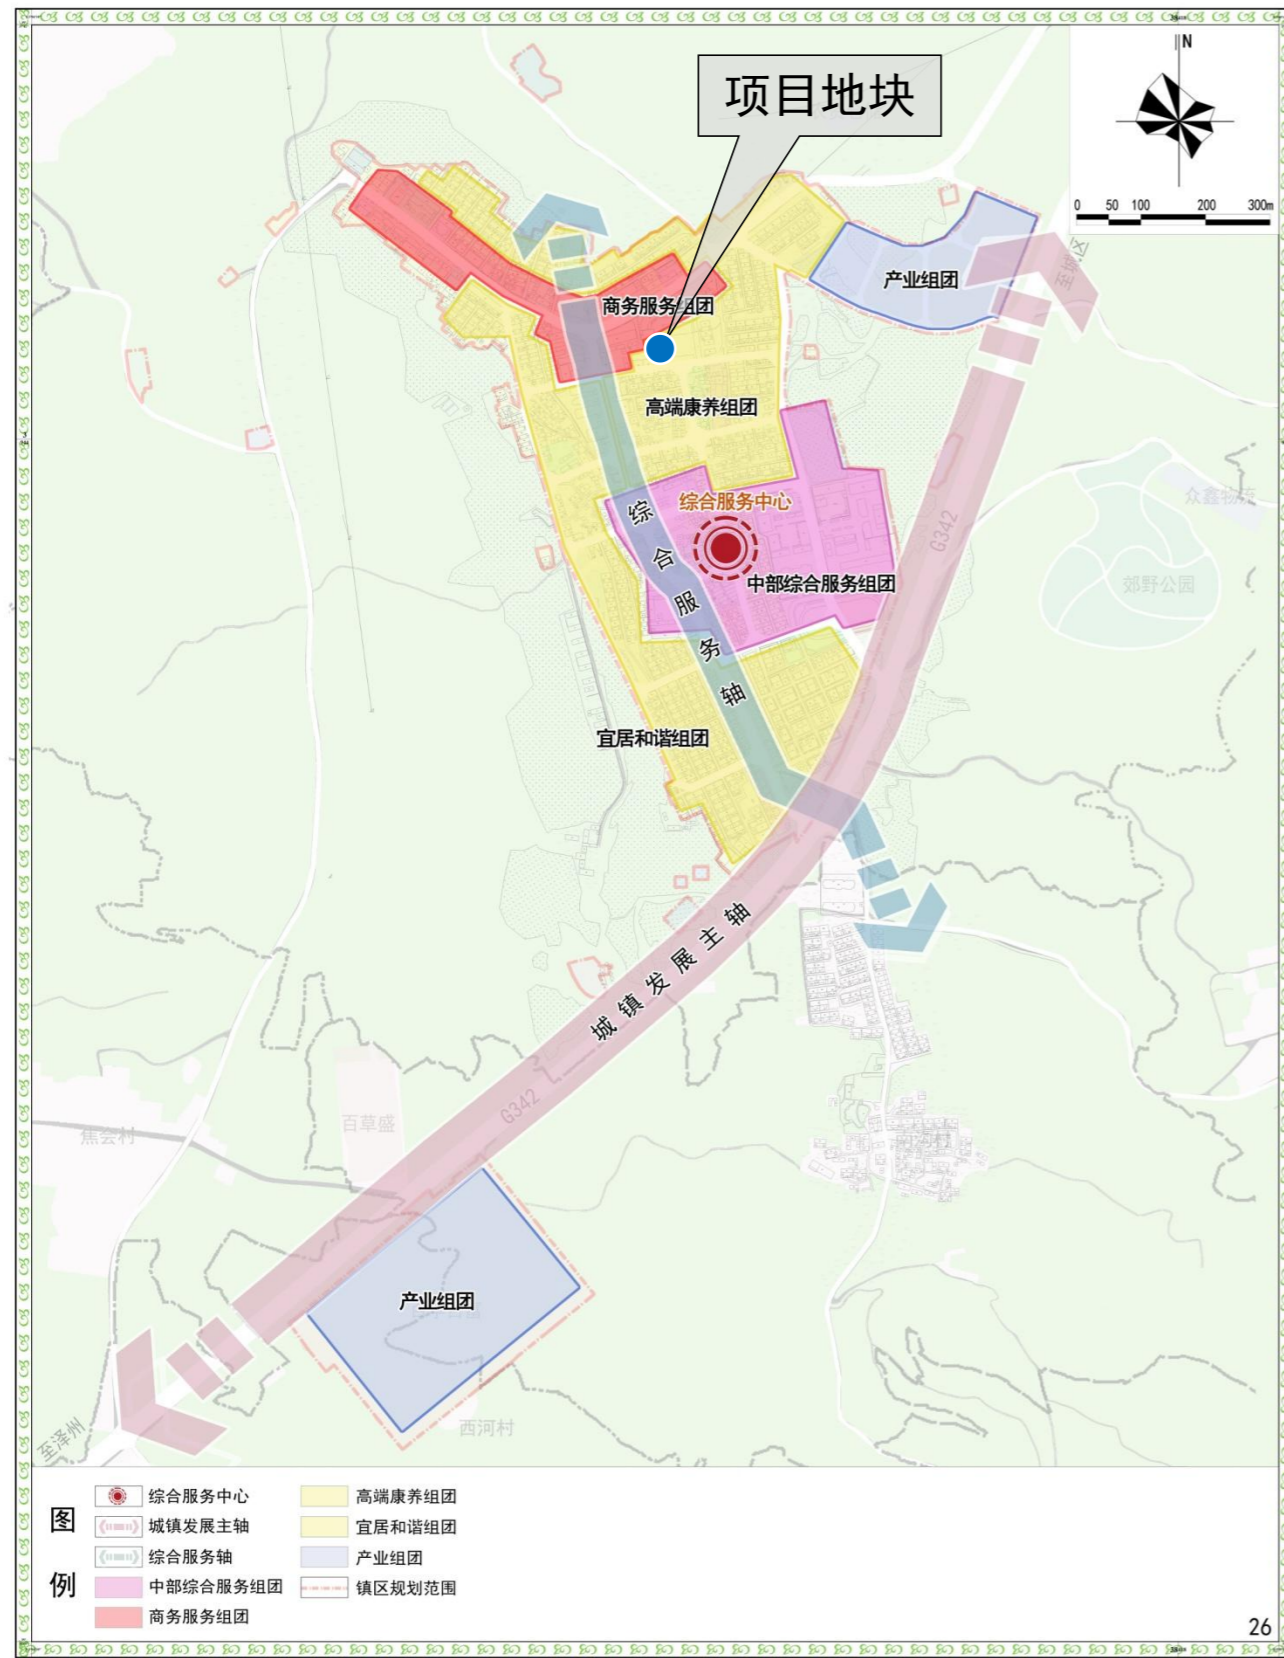 项目地块
N
0 50 100 200 300m
至城区
产业组团
商务服务组团
高端康养组团
综合服务中心
综合服务轴
中部综合服务组团
G342
众鑫物流
郊野公园
宜居和谐组团
城镇发展主轴
G342
百草盛
焦会村
产业组团
西河村
至泽州
图例
综合服务中心
城镇发展主轴
综合服务轴
中部综合服务组团
商务服务组团
高端康养组团
宜居和谐组团
产业组团
镇区规划范围
26